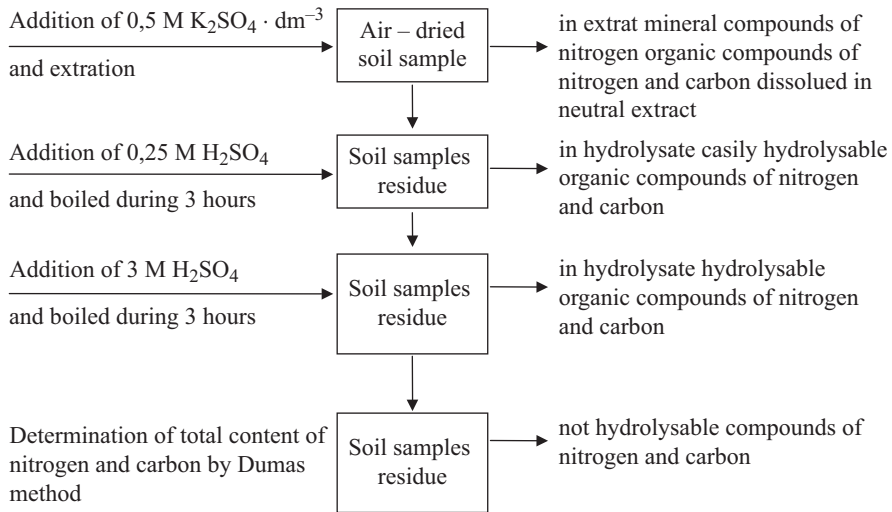 Addition of 0,5 M K₂SO₄ · dm⁻³
and extration
Air – dried
soil sample
in extrat mineral compounds of
nitrogen organic compounds of
nitrogen and carbon dissolued in
neutral extract
Addition of 0,25 M H₂SO₄
and boiled during 3 hours
Soil samples
residue
in hydrolysate casily hydrolysable
organic compounds of nitrogen
and carbon
Addition of 3 M H₂SO₄
and boiled during 3 hours
Soil samples
residue
in hydrolysate hydrolysable
organic compounds of nitrogen
and carbon
Determination of total content of
nitrogen and carbon by Dumas
method
Soil samples
residue
not hydrolysable compounds of
nitrogen and carbon